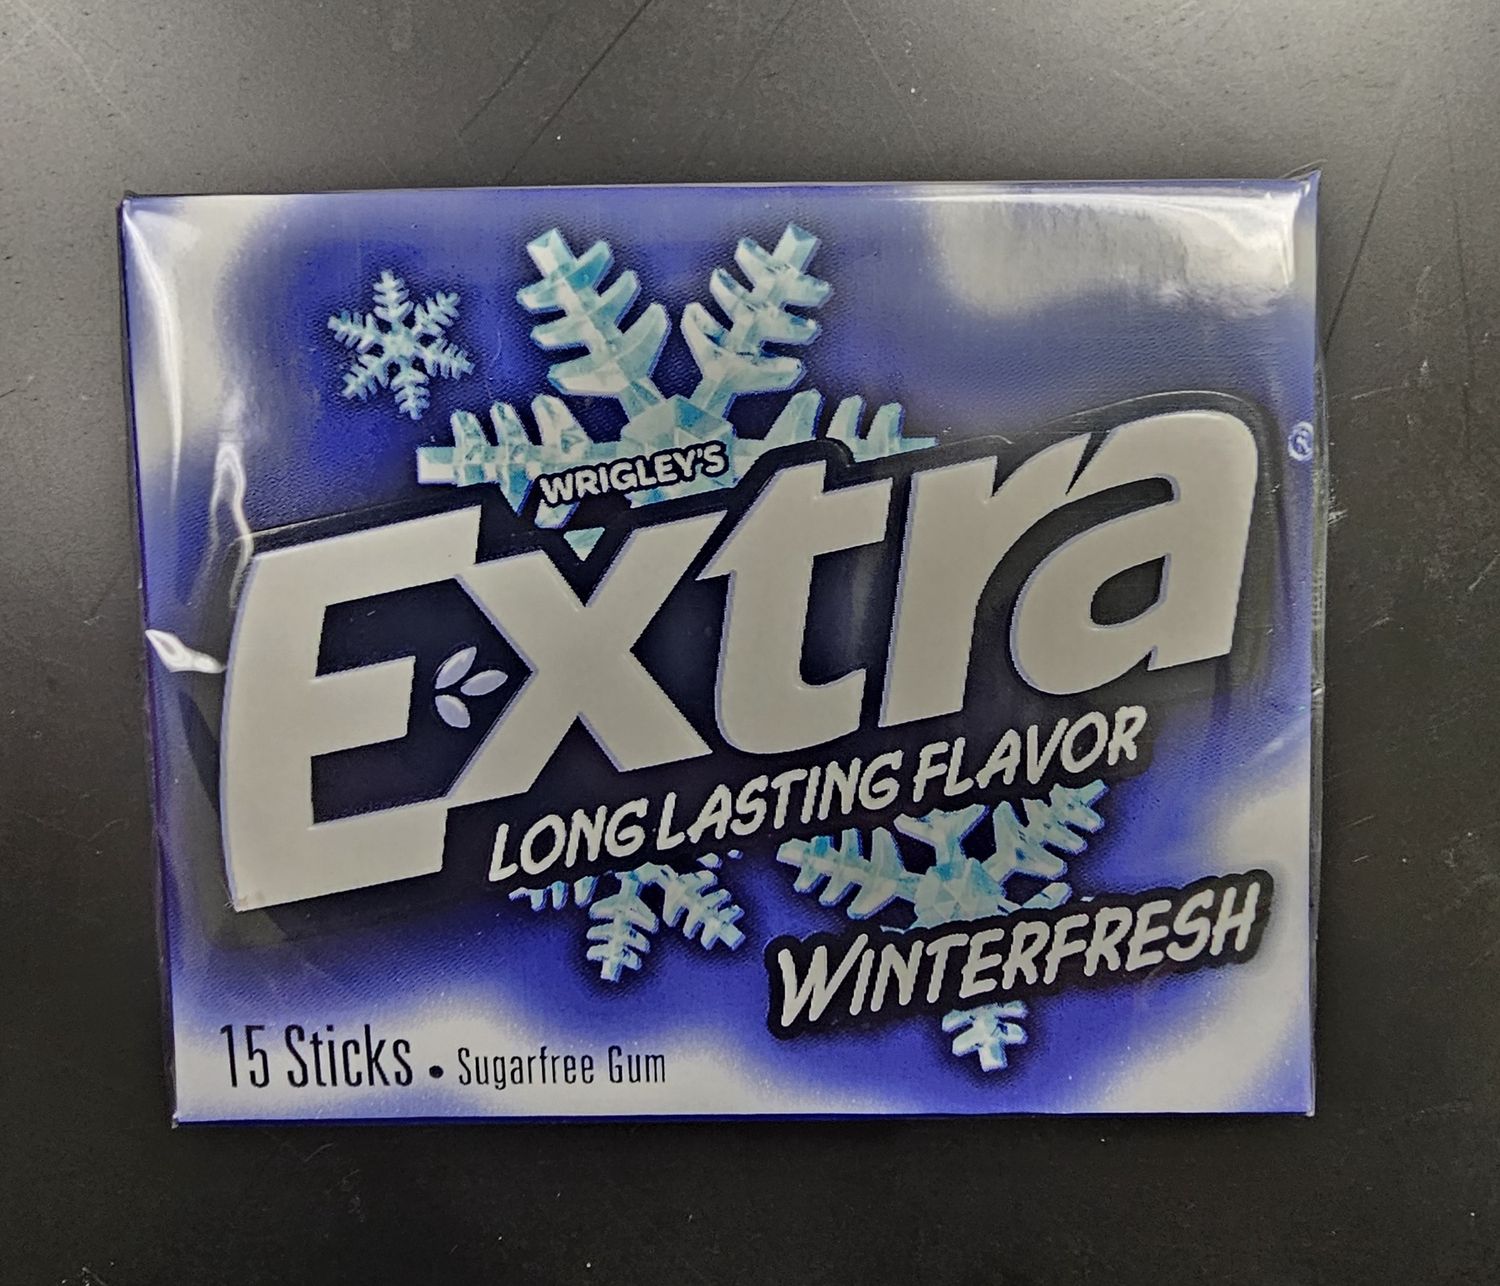 WRIGLEY'S
Extra®
LONG LASTING FLAVOR
WINTERFRESH
15 Sticks • Sugarfree Gum